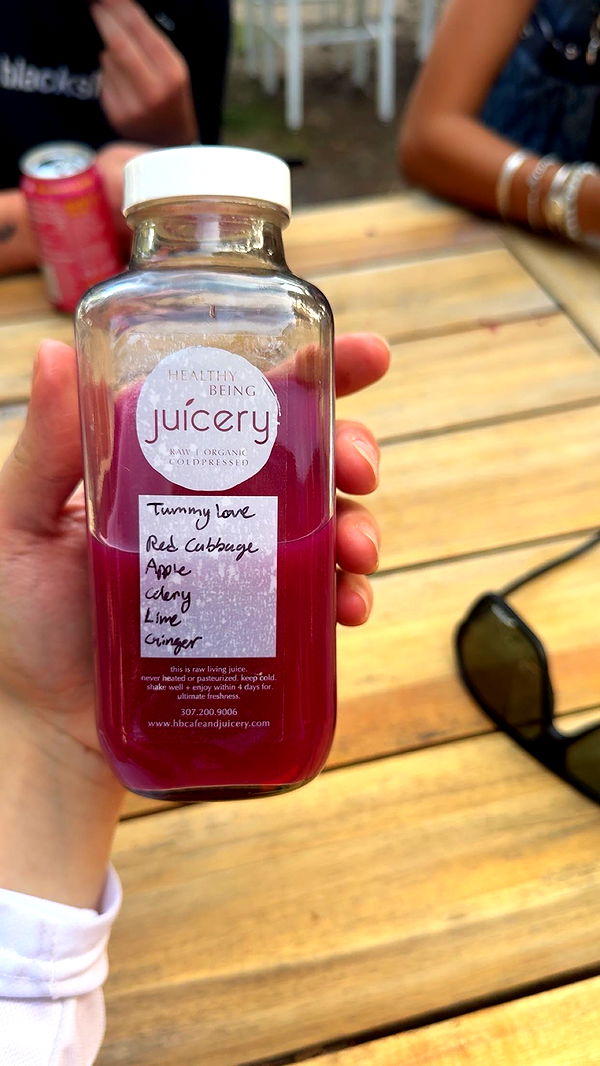 HEALTHY
BEING
juicery
RAW | ORGANIC
COLDPRESSED
Tummy Love
Red Cabbage
Apple
Celery
Lime
Ginger
this is raw living juice.
never heated or pasteurized. keep cold.
shake well + enjoy within 4 days for
ultimate freshness.
307.200.9006
www.hbcafeandjuicery.com